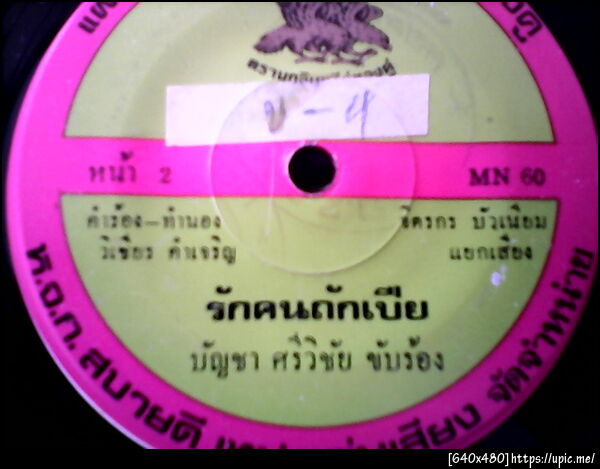 ข - 4
หน้า 2
MN 60
คำร้อง-ทำนอง
วิเชียร คำเจริญ
จิตรกร บัวเนียม
แยกเสียง
รักคนถักเปีย
บัญชา ศรีวิชัย ขับร้อง
ห.จ.ก. สบายดี
จัดจำหน่าย
[640x480]https://upic.me/